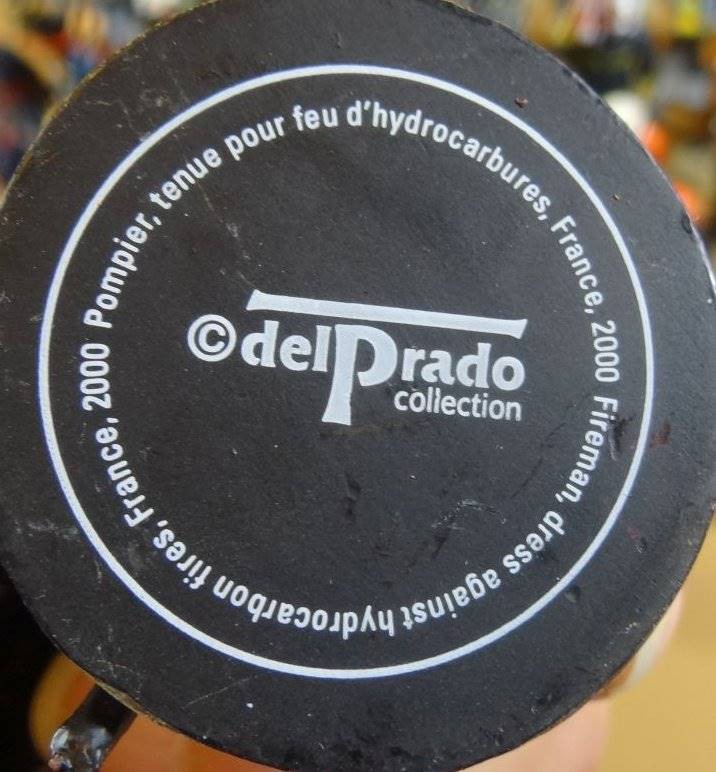 Pompier, tenue pour feu d'hydrocarbures, France, 2000
Fireman, dress against hydrocarbon fires, France, 2000
©delPrado
collection